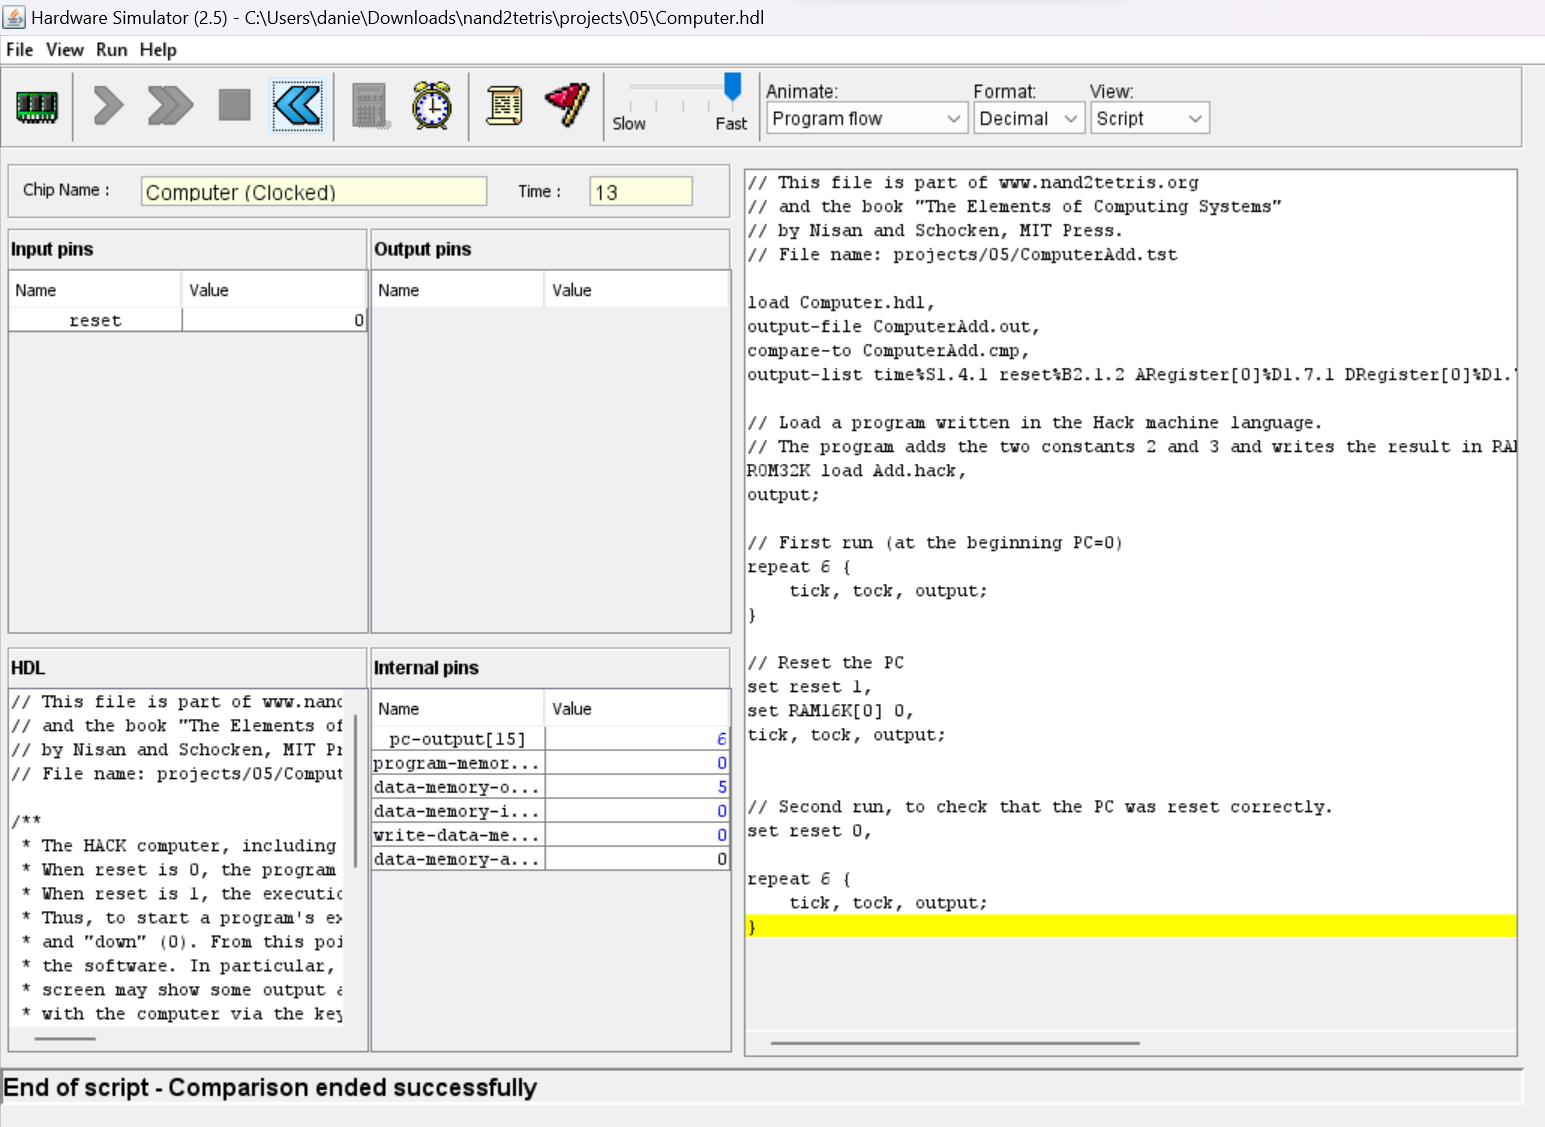 Hardware Simulator (2.5) - C:\Users\danie\Downloads\nand2tetris\projects\05\Computer.hdl
File View Run Help
Slow Fast
Animate: Format: View:
Program flow Decimal Script
Chip Name : Computer (Clocked) Time : 13
Input pins
Name Value
reset 0
Output pins
Name Value
HDL
// This file is part of www.nand
// and the book "The Elements of
// by Nisan and Schocken, MIT Pr
// File name: projects/05/Comput
/**
* The HACK computer, including
* When reset is 0, the program
* When reset is 1, the executio
* Thus, to start a program's ex
* and "down" (0). From this poi
* the software. In particular,
* screen may show some output a
* with the computer via the key
Internal pins
Name Value
pc-output[15] 6
program-memor... 0
data-memory-o... 5
data-memory-i... 0
write-data-me... 0
data-memory-a... 0
// This file is part of www.nand2tetris.org
// and the book "The Elements of Computing Systems"
// by Nisan and Schocken, MIT Press.
// File name: projects/05/ComputerAdd.tst
load Computer.hdl,
output-file ComputerAdd.out,
compare-to ComputerAdd.cmp,
output-list time%S1.4.1 reset%B2.1.2 ARegister[0]%D1.7.1 DRegister[0]%D1.7
// Load a program written in the Hack machine language.
// The program adds the two constants 2 and 3 and writes the result in RAM
ROM32K load Add.hack,
output;
// First run (at the beginning PC=0)
repeat 6 {
tick, tock, output;
}
// Reset the PC
set reset 1,
set RAM16K[0] 0,
tick, tock, output;
// Second run, to check that the PC was reset correctly.
set reset 0,
repeat 6 {
tick, tock, output;
}
End of script - Comparison ended successfully